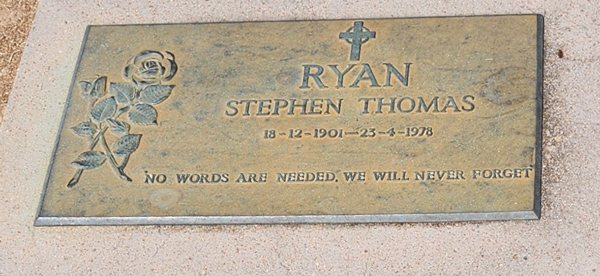 RYAN
STEPHEN THOMAS
18-12-1901—23-4-1978
"NO WORDS ARE NEEDED, WE WILL NEVER FORGET"